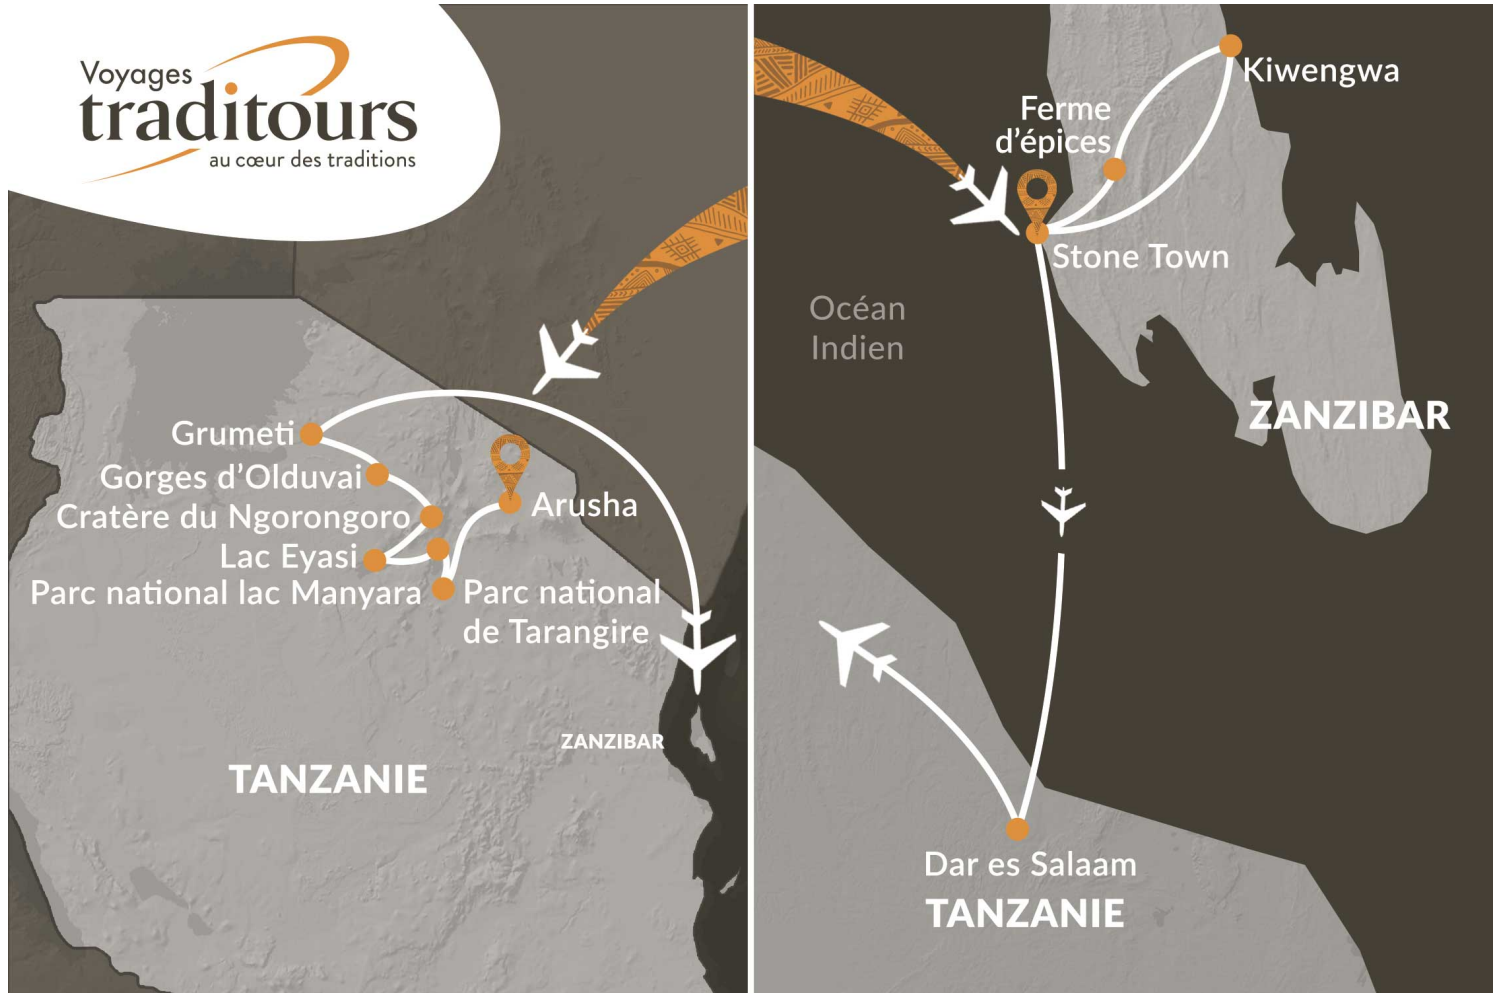 Voyages
traditours
au cœur des traditions
Grumeti
Gorges d'Olduvai
Cratère du Ngorongoro
Arusha
Lac Eyasi
Parc national lac Manyara
Parc national
de Tarangire
ZANZIBAR
TANZANIE
Kiwengwa
Ferme
d'épices
Stone Town
Océan
Indien
ZANZIBAR
Dar es Salaam
TANZANIE